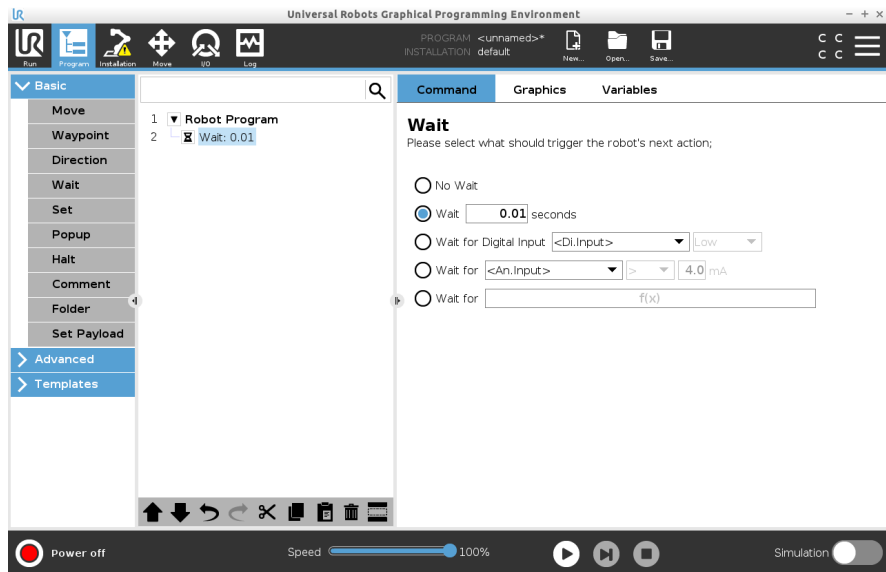 UR Universal Robots Graphical Programming Environment
UR
PROGRAM <unnamed>*
INSTALLATION default
C C
C C
Run Program Installation Move I/O Log New... Open... Save...
Basic
Move
Waypoint
Direction
Wait
Set
Popup
Halt
Comment
Folder
Set Payload
Advanced
Templates
1 Robot Program
2 Wait: 0.01
Command Graphics Variables
Wait
Please select what should trigger the robot's next action;
No Wait
Wait 0.01 seconds
Wait for Digital Input <Di.Input> Low
Wait for <An.Input> > 4.0 mA
Wait for f(x)
Power off Speed 100% Simulation